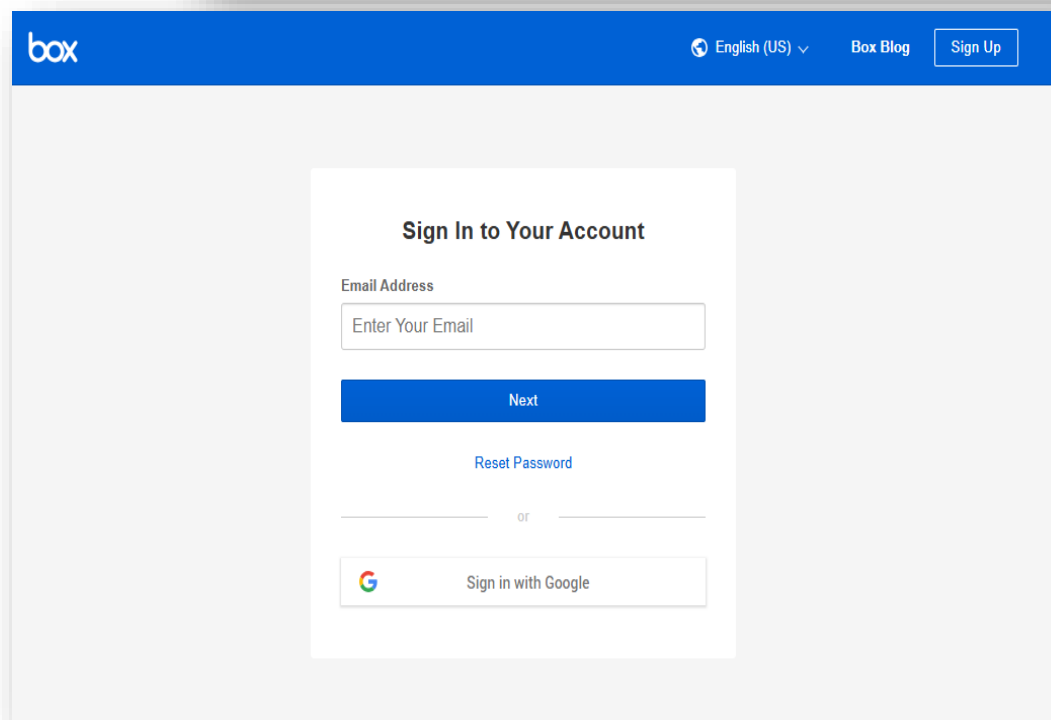 box
English (US)
Box Blog
Sign Up
Sign In to Your Account
Email Address
Enter Your Email
Next
Reset Password
or
Sign in with Google